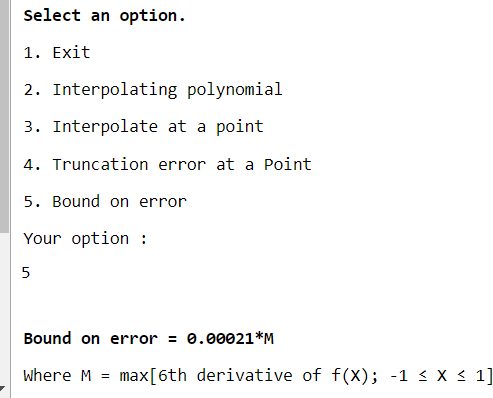 Select an option.
1. Exit
2. Interpolating polynomial
3. Interpolate at a point
4. Truncation error at a Point
5. Bound on error
Your option :
5
Bound on error = 0.00021*M
Where M = max[6th derivative of f(X); -1 ≤ X ≤ 1]